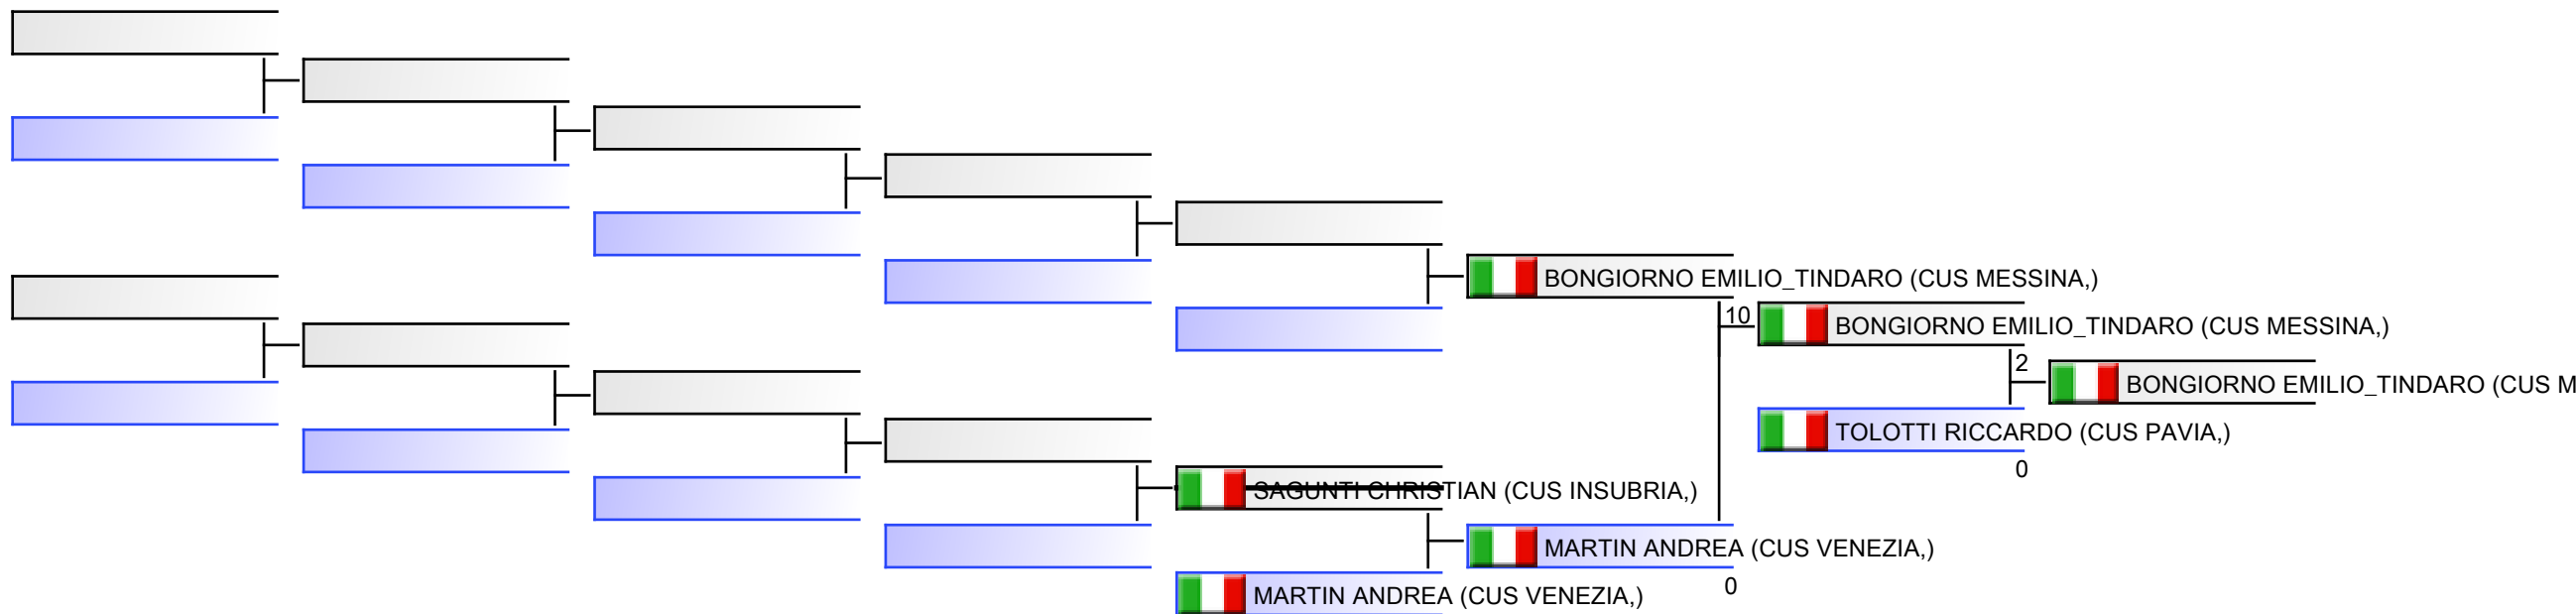 BONGIORNO EMILIO_TINDARO (CUS MESSINA,)
10
BONGIORNO EMILIO_TINDARO (CUS MESSINA,)
2
BONGIORNO EMILIO_TINDARO (CUS M
TOLOTTI RICCARDO (CUS PAVIA,)
0
SAGUNTI CHRISTIAN (CUS INSUBRIA,)
MARTIN ANDREA (CUS VENEZIA,)
0
MARTIN ANDREA (CUS VENEZIA,)